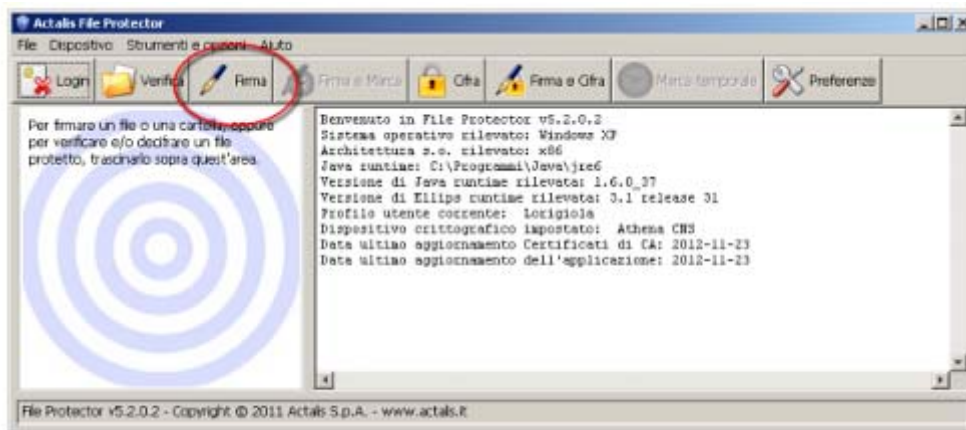 Actalis File Protector
File Dispositivo Strumenti e opzioni Aiuto
Login Verifica Firma Firma e Marca Cifra Firma e Cifra Marca temporale Preferenze
Per firmare un file o una cartella, oppure
per verificare e/o decifrare un file
protetto, trascinarlo sopra quest'area.
Benvenuto in File Protector v5.2.0.2
Sistema operativo rilevato: Windows XP
Architettura s.o. rilevato: x86
Java runtime: C:\Programmi\Java\jre6
Versione di Java runtime rilevata: 1.6.0_37
Versione di Ellips runtime rilevata: 3.1 release 31
Profilo utente corrente: Lorigiola
Dispositivo crittografico impostato: Athena CNS
Data ultimo aggiornamento Certificati di CA: 2012-11-23
Data ultimo aggiornamento dell'applicazione: 2012-11-23
File Protector v5.2.0.2 - Copyright © 2011 Actalis S.p.A. - www.actalis.it